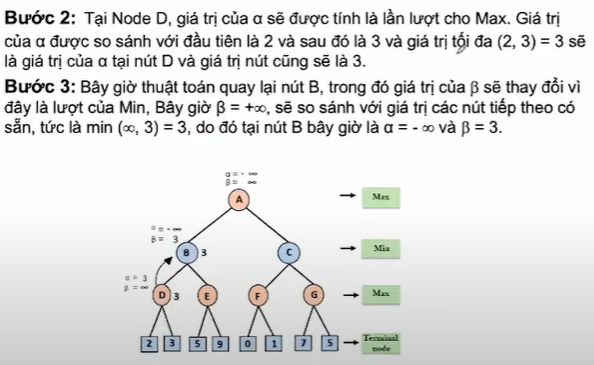 Bước 2: Tại Node D, giá trị của α sẽ được tính là lần lượt cho Max. Giá trị
của α được so sánh với đầu tiên là 2 và sau đó là 3 và giá trị tối đa (2, 3) = 3 sẽ
là giá trị của α tại nút D và giá trị nút cũng sẽ là 3.
Bước 3: Bây giờ thuật toán quay lại nút B, trong đó giá trị của β sẽ thay đổi vì
đây là lượt của Min, Bây giờ β = +∞, sẽ so sánh với giá trị các nút tiếp theo có
sẵn, tức là min (∞, 3) = 3, do đó tại nút B bây giờ là α = - ∞ và β = 3.
α = - ∞
β = ∞
A
Max
α = - ∞
β = 3
B 3
C
Min
α = 3
β = ∞
D 3
E
F
G
Max
2 3 5 9 0 1 7 5
Terminal
node